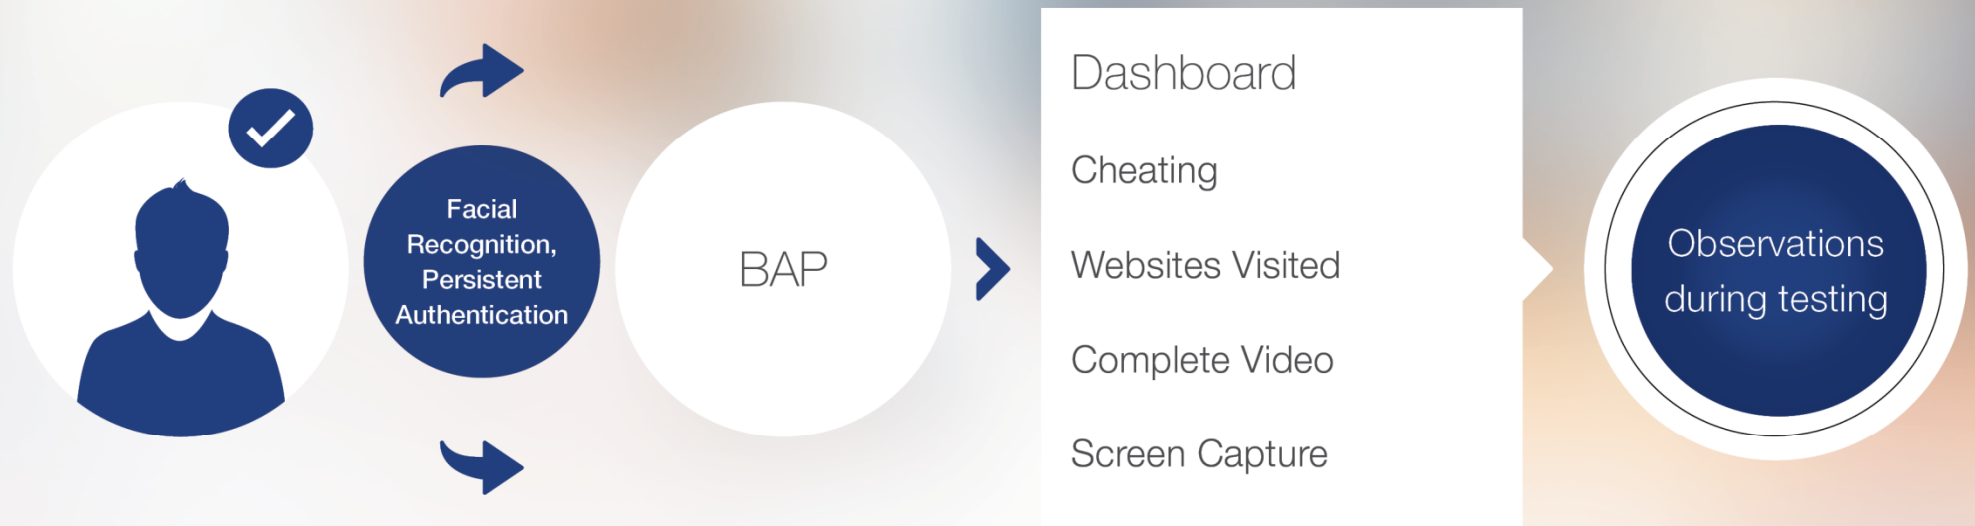 Facial
Recognition,
Persistent
Authentication
BAP
Dashboard
Cheating
Websites Visited
Complete Video
Screen Capture
Observations
during testing